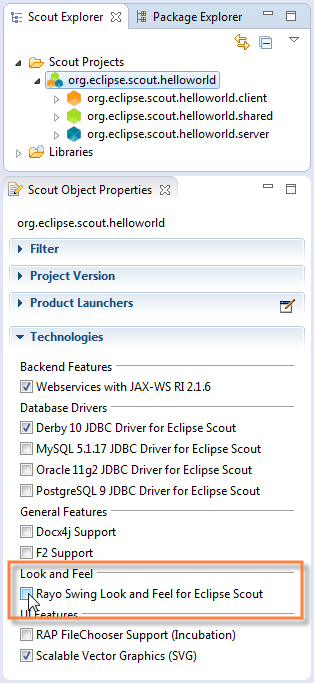 Scout Explorer
Package Explorer
Scout Projects
org.eclipse.scout.helloworld
org.eclipse.scout.helloworld.client
org.eclipse.scout.helloworld.shared
org.eclipse.scout.helloworld.server
Libraries
Scout Object Properties
org.eclipse.scout.helloworld
Filter
Project Version
Product Launchers
Technologies
Backend Features
Webservices with JAX-WS RI 2.1.6
Database Drivers
Derby 10 JDBC Driver for Eclipse Scout
MySQL 5.1.17 JDBC Driver for Eclipse Scout
Oracle 11g2 JDBC Driver for Eclipse Scout
PostgreSQL 9 JDBC Driver for Eclipse Scout
General Features
Docx4j Support
F2 Support
Look and Feel
Rayo Swing Look and Feel for Eclipse Scout
UI Features
RAP FileChooser Support (Incubation)
Scalable Vector Graphics (SVG)